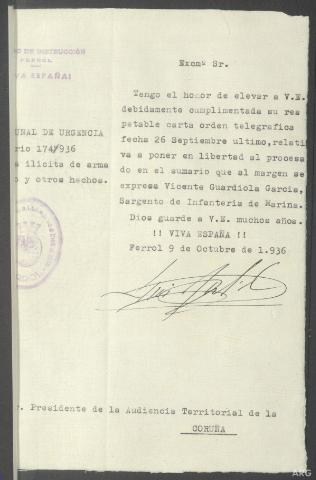 O DE INSTRUCCIÓN
FERROL
VA ESPAÑA!
UNAL DE URGENCIA
rio 174/936
a ilicita de arma
o y otros hechos.
Excmº Sr.
Tengo el honor de elevar a V.E.
debidamente cumplimentada su res
petable carta orden telegrafica
fecha 26 Septiembre ultimo, relati
va a poner en libertad al procesa
do en el sumario que al margen se
expresa Vicente Guardiola Garcia,
Sargento de Infanteria de Marina.
Dios guarde a V.E. muchos años.
!! VIVA ESPAÑA !!
Ferrol 9 de Octubre de 1.936
r. Presidente de la Audiencia Territorial de la
CORUÑA
ARG